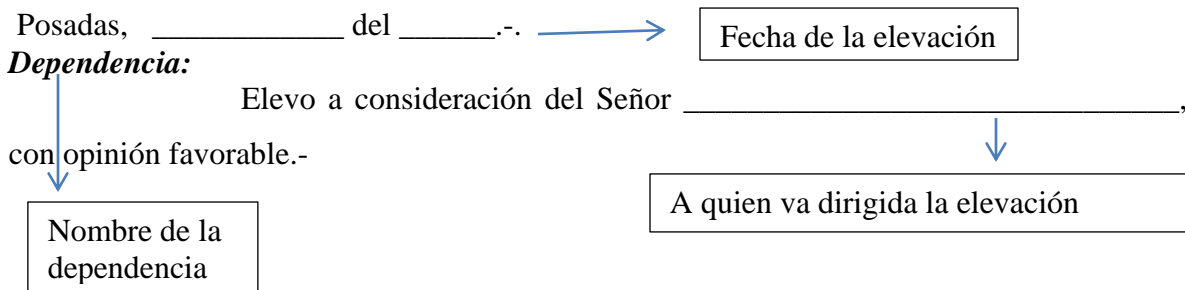 Posadas, ____________ del ______.-.
Fecha de la elevación
Dependencia:
Elevo a consideración del Señor _______________________________,
con opinión favorable.-
A quien va dirigida la elevación
Nombre de la
dependencia